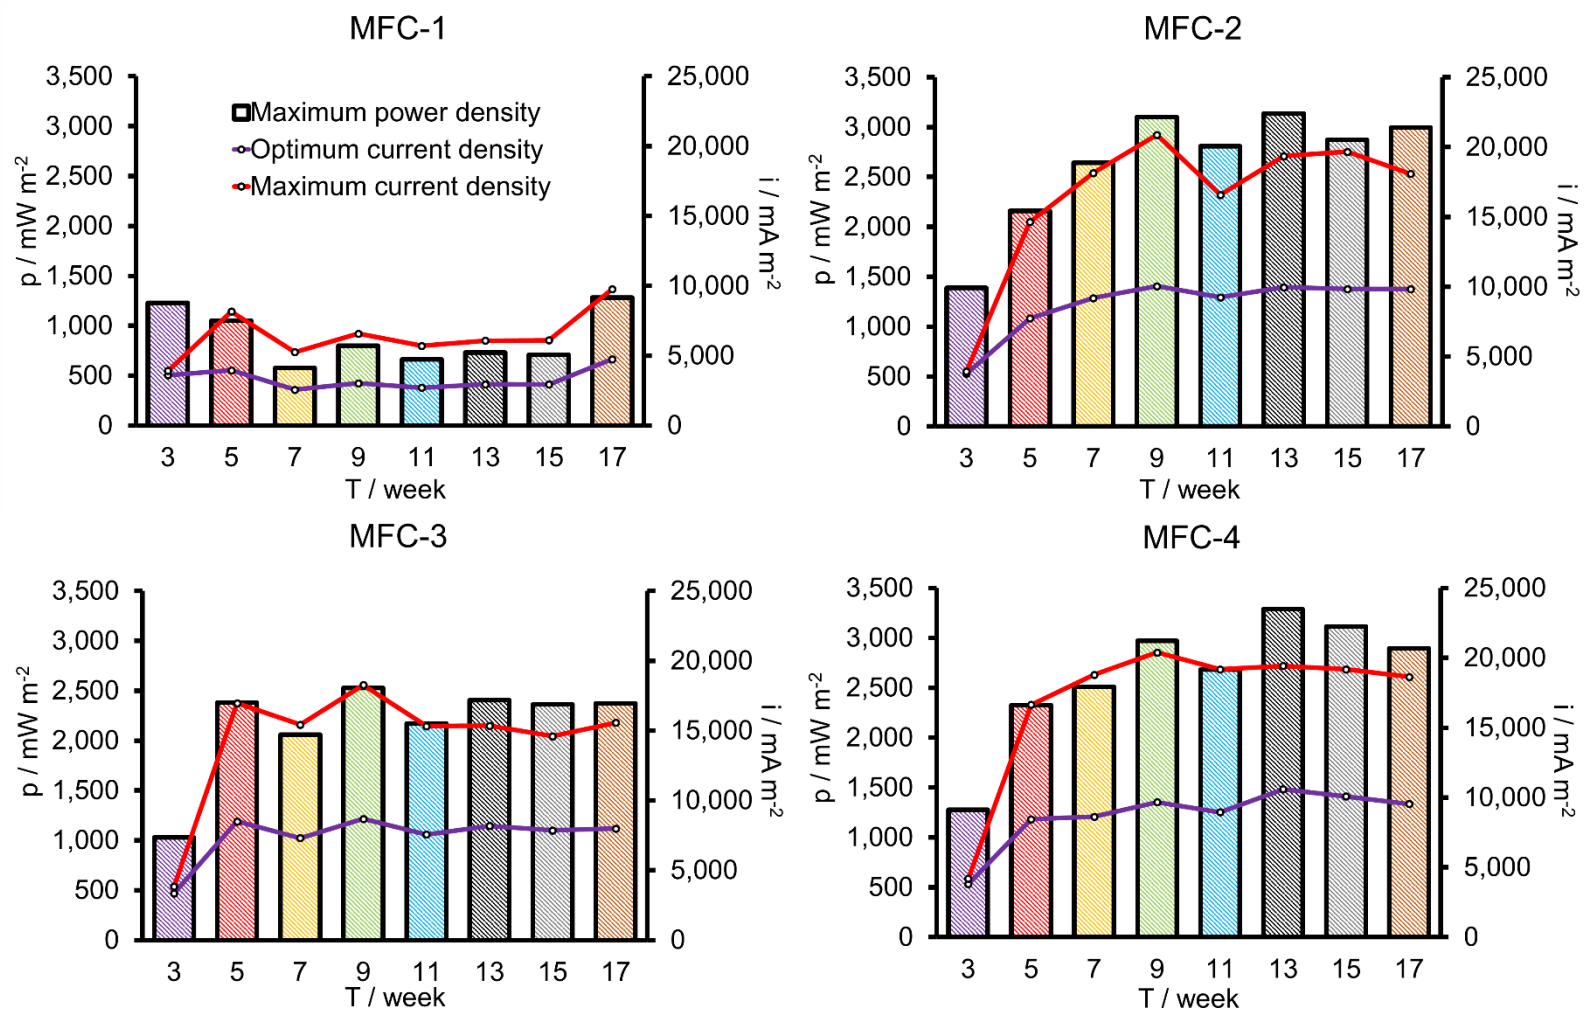 MFC-1
3,500
3,000
2,500
2,000
1,500
1,000
500
0
p / mW m-2
25,000
20,000
15,000
10,000
5,000
0
i / mA m-2
Maximum power density
Optimum current density
Maximum current density
3 5 7 9 11 13 15 17
T / week
MFC-2
3,500
3,000
2,500
2,000
1,500
1,000
500
0
p / mW m-2
25,000
20,000
15,000
10,000
5,000
0
i / mA m-2
3 5 7 9 11 13 15 17
T / week
MFC-3
3,500
3,000
2,500
2,000
1,500
1,000
500
0
p / mW m-2
25,000
20,000
15,000
10,000
5,000
0
i / mA m-2
3 5 7 9 11 13 15 17
T / week
MFC-4
3,500
3,000
2,500
2,000
1,500
1,000
500
0
p / mW m-2
25,000
20,000
15,000
10,000
5,000
0
i / mA m-2
3 5 7 9 11 13 15 17
T / week